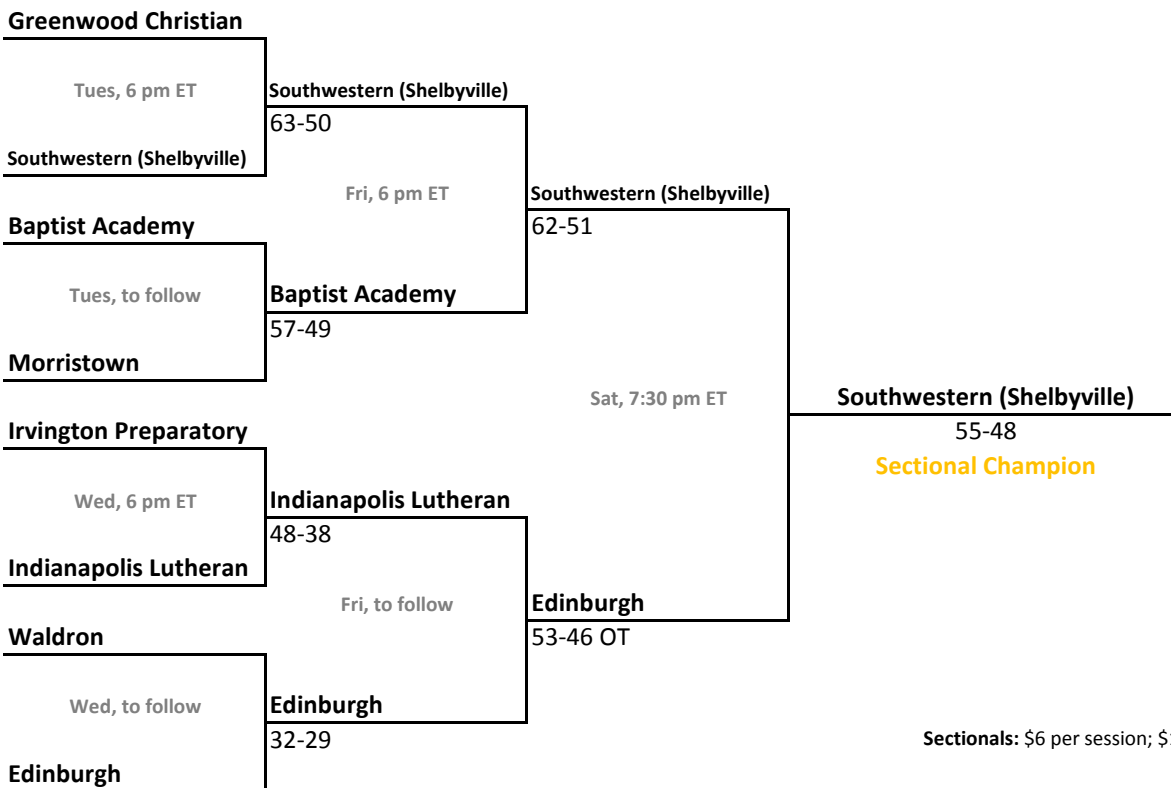 Greenwood Christian
Tues, 6 pm ET
Southwestern (Shelbyville)
63-50
Southwestern (Shelbyville)
Fri, 6 pm ET
Southwestern (Shelbyville)
62-51
Baptist Academy
Tues, to follow
Baptist Academy
57-49
Morristown
Sat, 7:30 pm ET
Southwestern (Shelbyville)
55-48
Sectional Champion
Irvington Preparatory
Wed, 6 pm ET
Indianapolis Lutheran
48-38
Indianapolis Lutheran
Fri, to follow
Edinburgh
53-46 OT
Waldron
Wed, to follow
Edinburgh
32-29
Edinburgh
Sectionals: $6 per session;